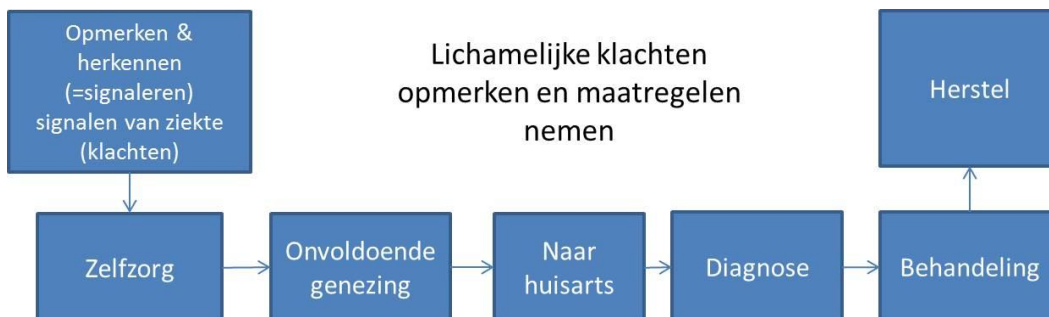 Opmerken &
herkennen
(=signaleren)
signalen van ziekte
(klachten)
Lichamelijke klachten
opmerken en maatregelen
nemen
Herstel
Zelfzorg
Onvoldoende
genezing
Naar
huisarts
Diagnose
Behandeling